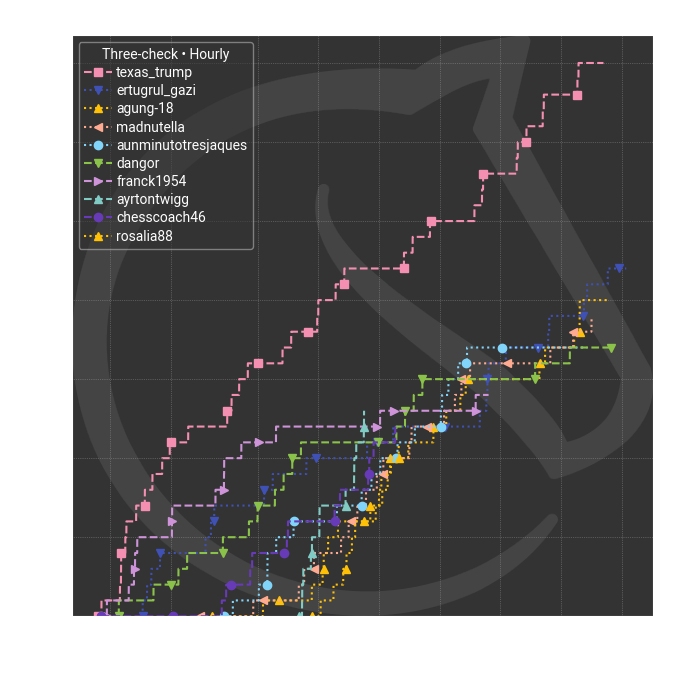 Three-check • Hourly
texas_trump
ertugrul_gazi
agung-18
madnutella
aunminutotresjaques
dangor
franck1954
ayrtontwigg
chesscoach46
rosalia88